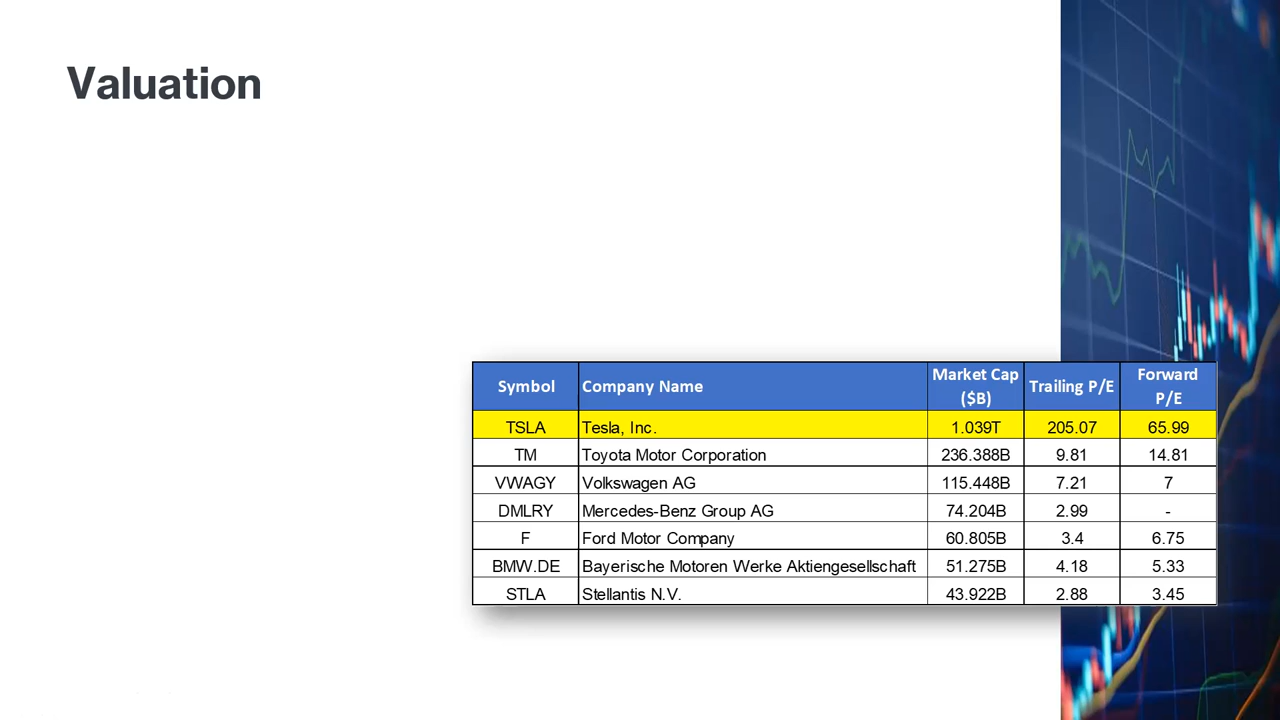 Valuation
Symbol Company Name Market Cap ($B) Trailing P/E Forward P/E
TSLA Tesla, Inc. 1.039T 205.07 65.99
TM Toyota Motor Corporation 236.388B 9.81 14.81
VWAGY Volkswagen AG 115.448B 7.21 7
DMLRY Mercedes-Benz Group AG 74.204B 2.99 -
F Ford Motor Company 60.805B 3.4 6.75
BMW.DE Bayerische Motoren Werke Aktiengesellschaft 51.275B 4.18 5.33
STLA Stellantis N.V. 43.922B 2.88 3.45